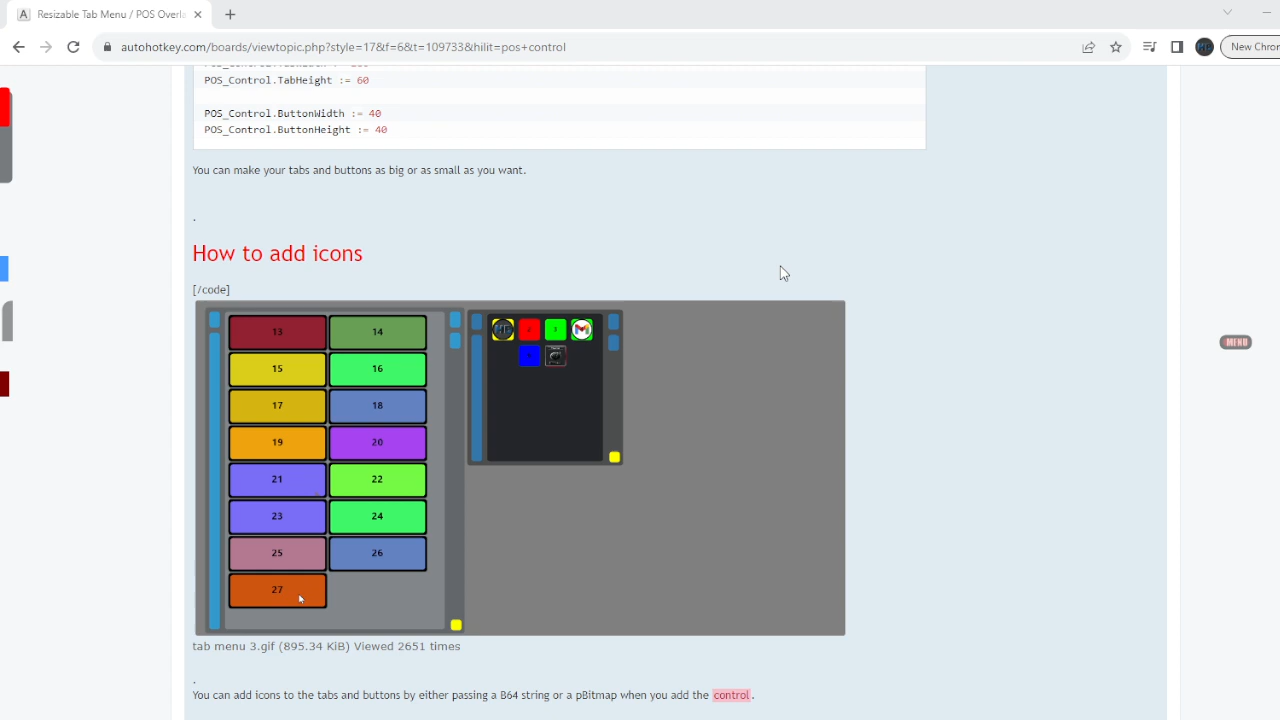 Resizable Tab Menu / POS Overla
autohotkey.com/boards/viewtopic.php?style=17&f=6&t=109733&hilit=pos+control
New Chron
POS_Control.TabHeight := 60
POS_Control.ButtonWidth := 40
POS_Control.ButtonHeight := 40
You can make your tabs and buttons as big or as small as you want.
.
How to add icons
[/code]
13 14
15 16
17 18
19 20
21 22
23 24
25 26
27
MENU
tab menu 3.gif (895.34 KiB) Viewed 2651 times
.
You can add icons to the tabs and buttons by either passing a B64 string or a pBitmap when you add the control.